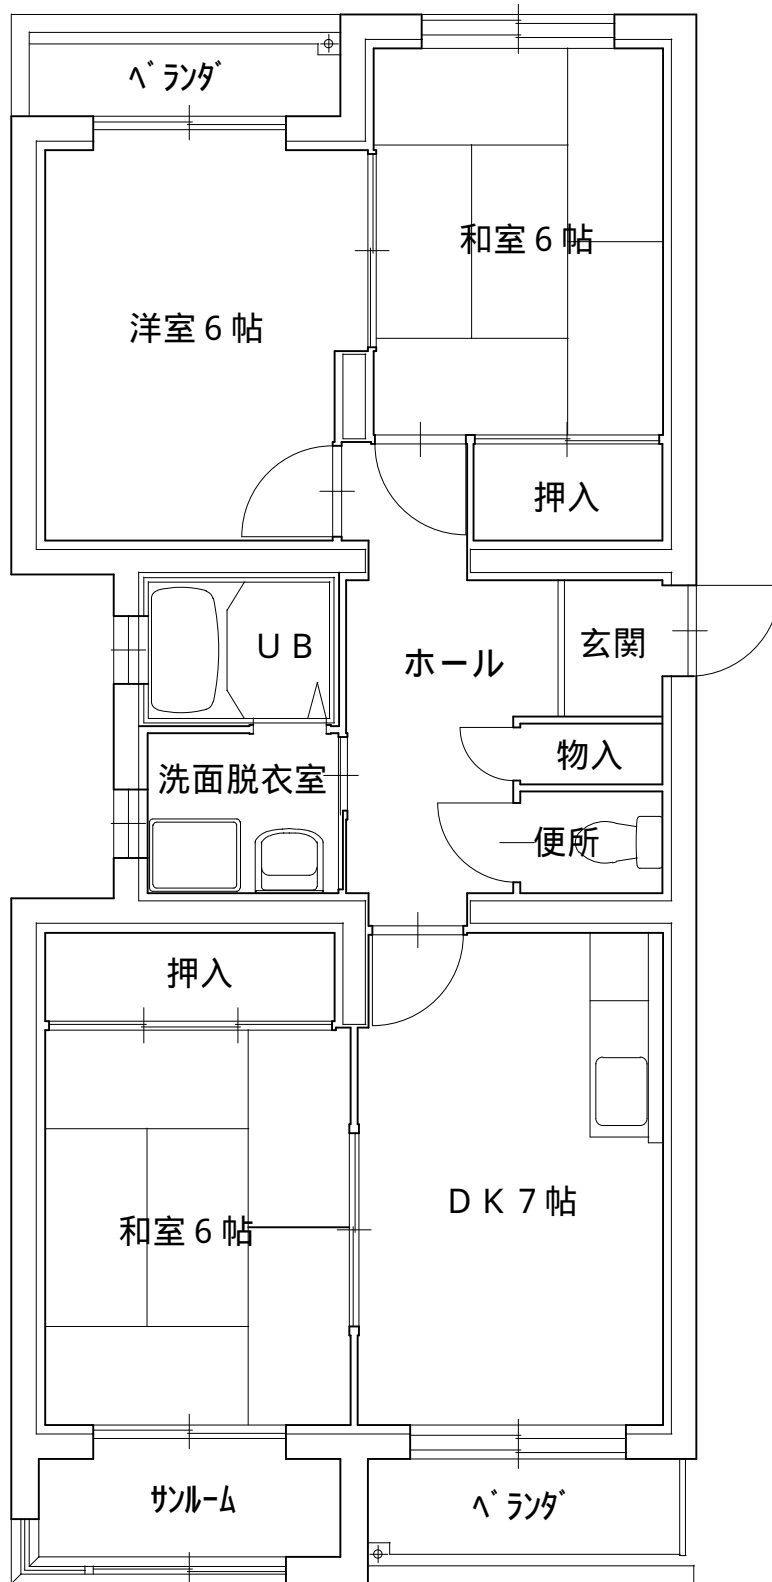 ﾍﾞﾗﾝﾀﾞ
和室６帖
洋室６帖
押入
ＵＢ
ホール
玄関
物入
洗面脱衣室
便所
押入
ＤＫ７帖
和室６帖
ｻﾝﾙｰﾑ
ﾍﾞﾗﾝﾀﾞ